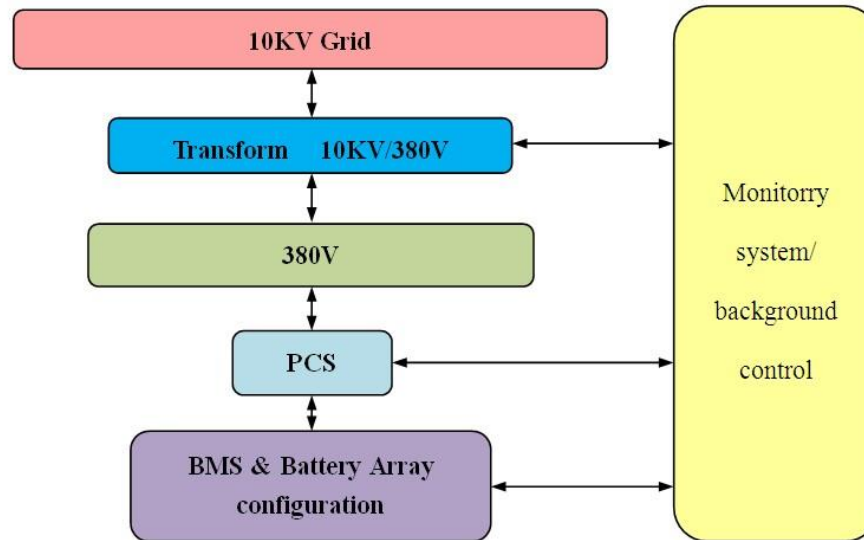 10KV Grid
Transform 10KV/380V
380V
PCS
BMS & Battery Array
configuration
Monitorry
system/
background
control